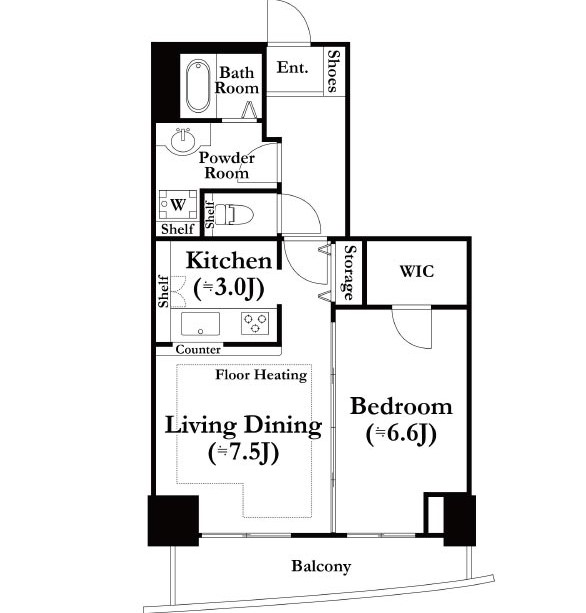 Ent.
Shoes
Bath
Room
Powder
Room
W
Shelf
Shelf
Kitchen
(≒3.0J)
Shelf
Storage
WIC
Counter
Floor Heating
Living Dining
(≒7.5J)
Bedroom
(≒6.6J)
Balcony